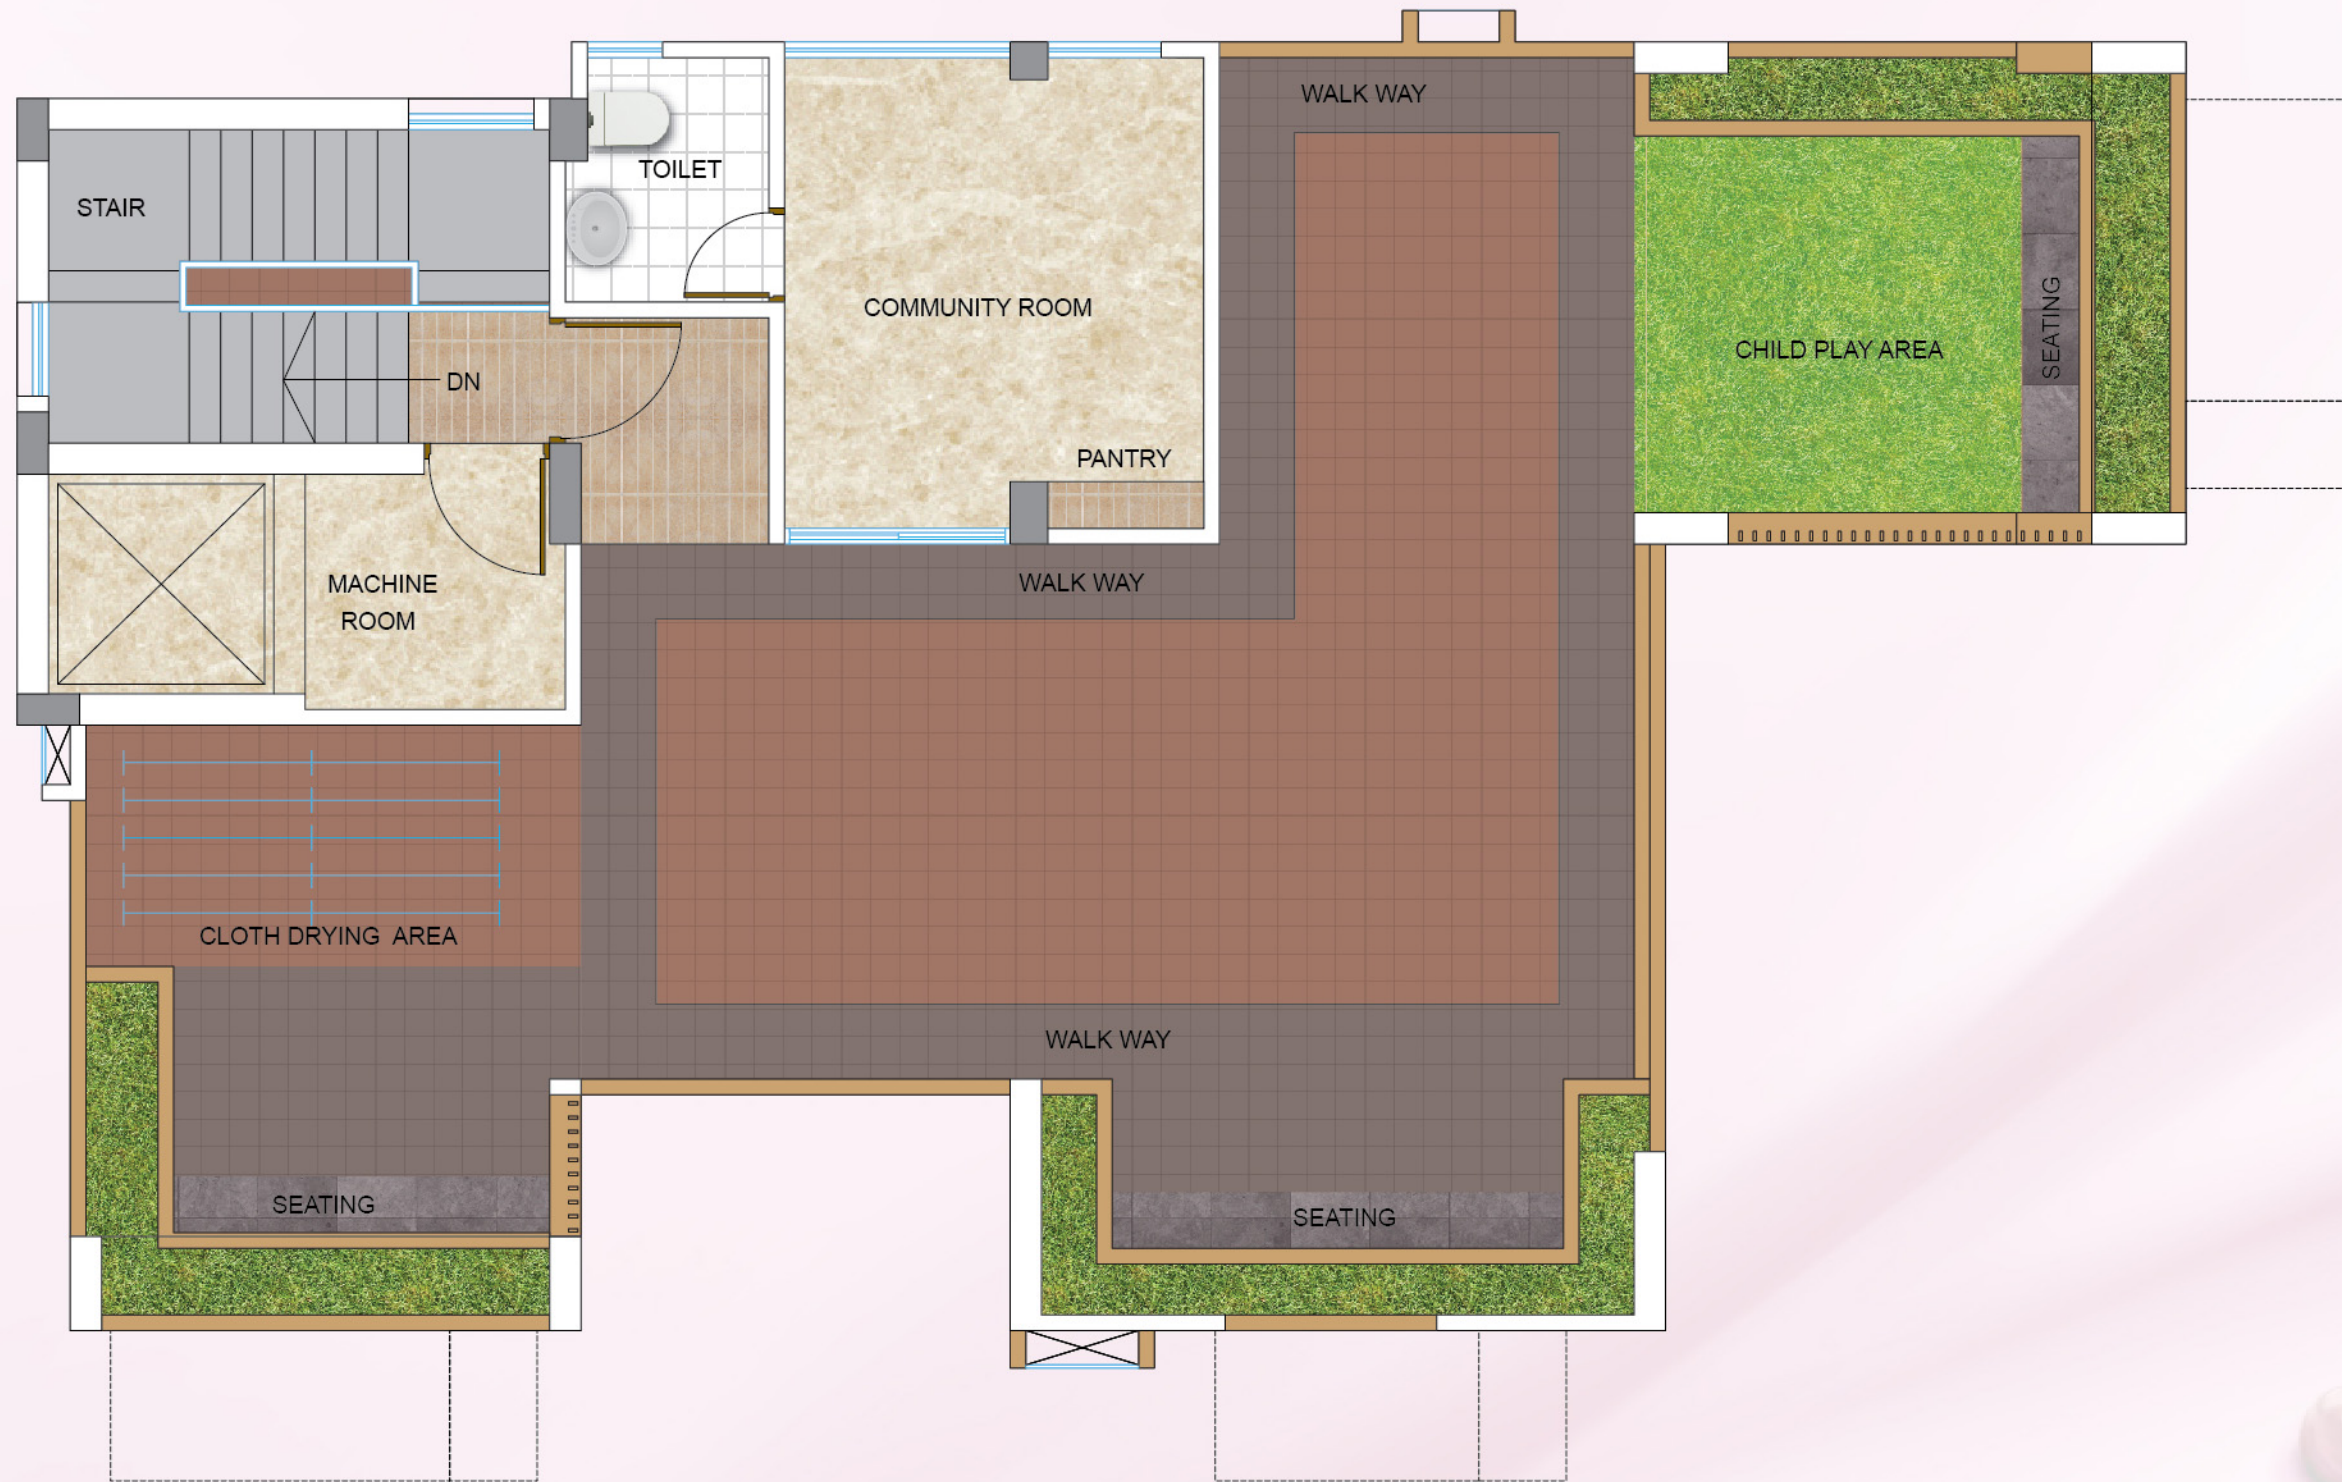 WALK WAY
TOILET
STAIR
COMMUNITY ROOM
SEATING
CHILD PLAY AREA
DN
PANTRY
WALK WAY
MACHINE
ROOM
CLOTH DRYING AREA
WALK WAY
SEATING
SEATING